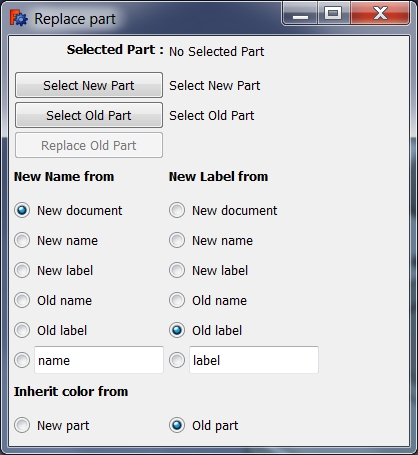 Replace part
Selected Part : No Selected Part
Select New Part Select New Part
Select Old Part Select Old Part
Replace Old Part
New Name from New Label from
New document New document
New name New name
New label New label
Old name Old name
Old label Old label
name label
Inherit color from
New part Old part